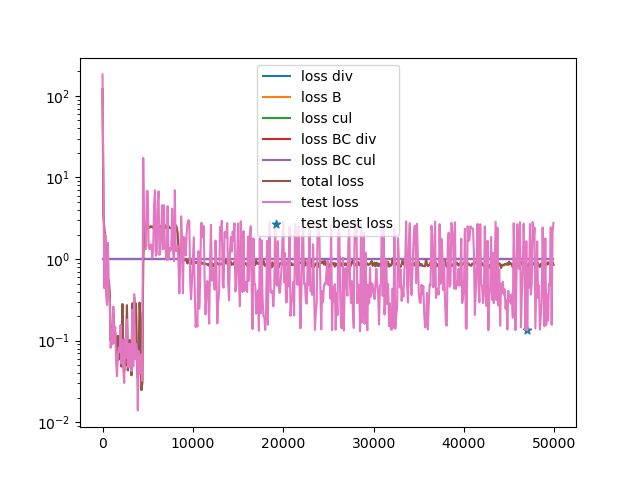 loss div
loss B
loss cul
loss BC div
loss BC cul
total loss
test loss
test best loss
10²
10¹
10⁰
10⁻¹
10⁻²
0 10000 20000 30000 40000 50000